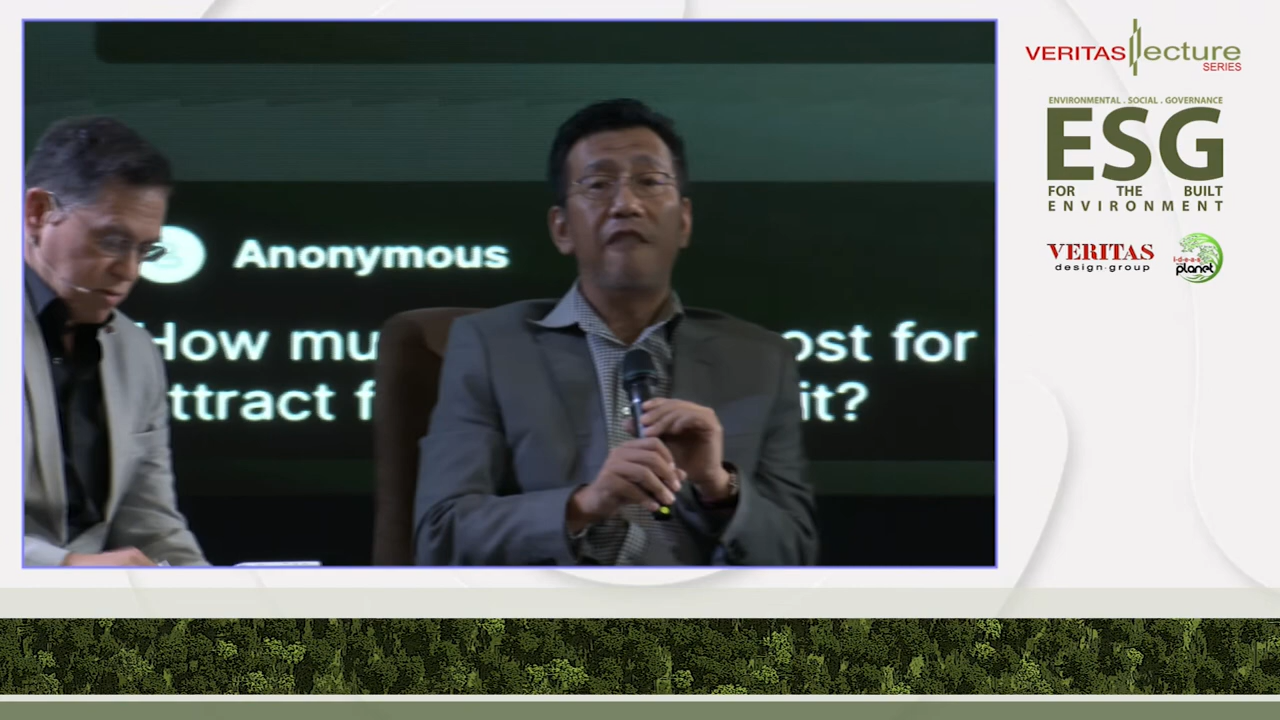 VERITAS lecture
SERIES
ENVIRONMENTAL . SOCIAL . GOVERNANCE
ESG
FOR THE BUILT
ENVIRONMENT
VERITAS
design group
ideas
planet
Anonymous
How ost for
ttract it?